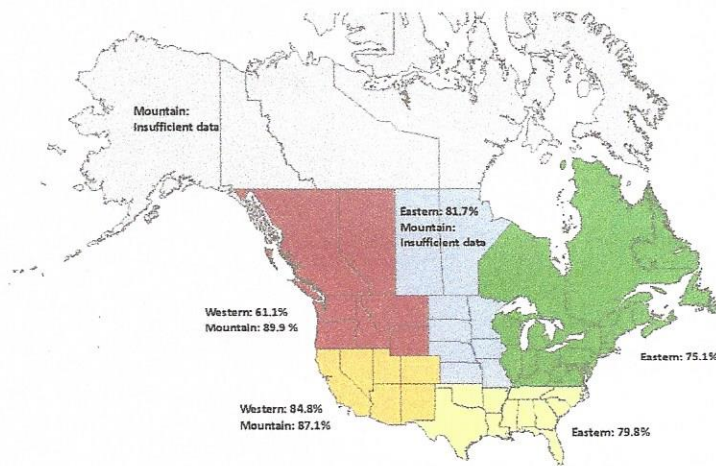 Mountain:
Insufficient data
Eastern: 81.7%
Mountain:
Insufficient data
Western: 61.1%
Mountain: 89.9 %
Eastern: 75.1%
Western: 84.8%
Mountain: 87.1%
Eastern: 79.8%